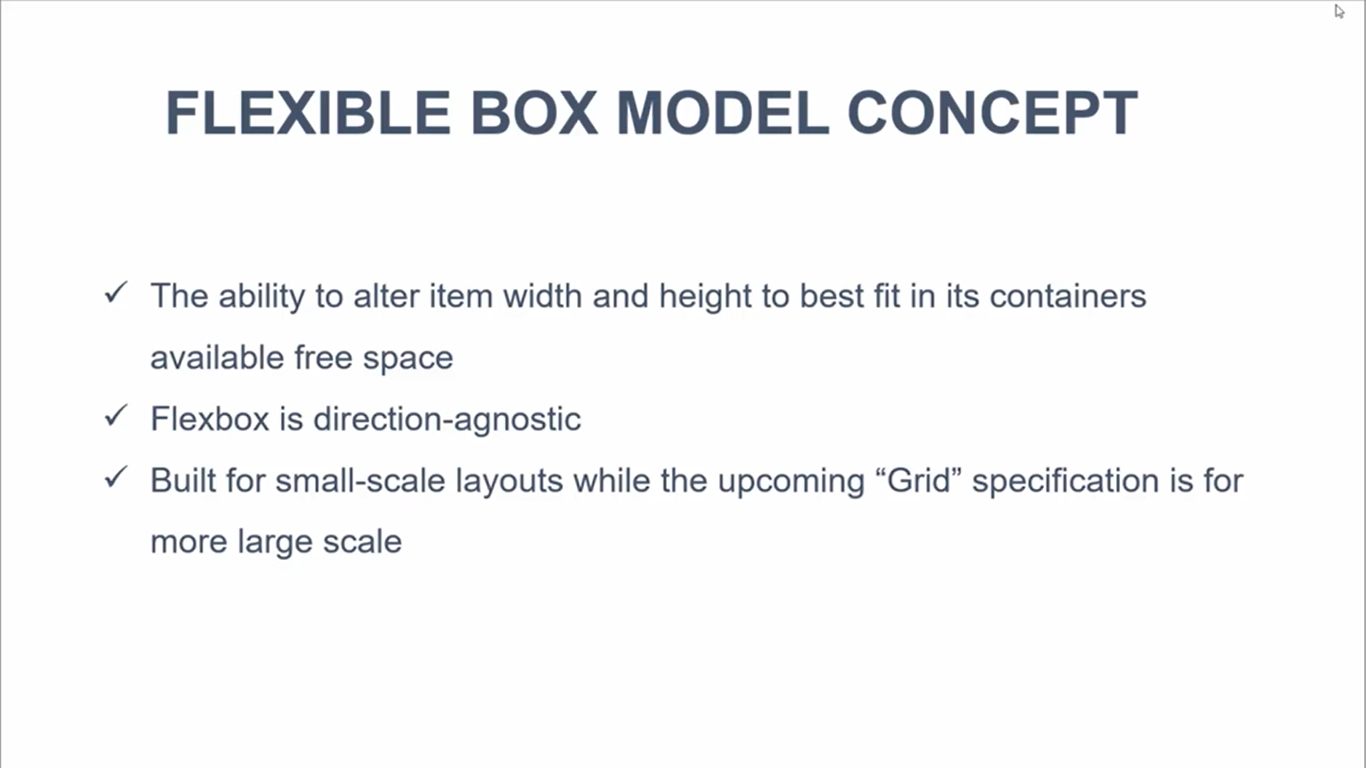 FLEXIBLE BOX MODEL CONCEPT
✓ The ability to alter item width and height to best fit in its containers
available free space
✓ Flexbox is direction-agnostic
✓ Built for small-scale layouts while the upcoming “Grid” specification is for
more large scale